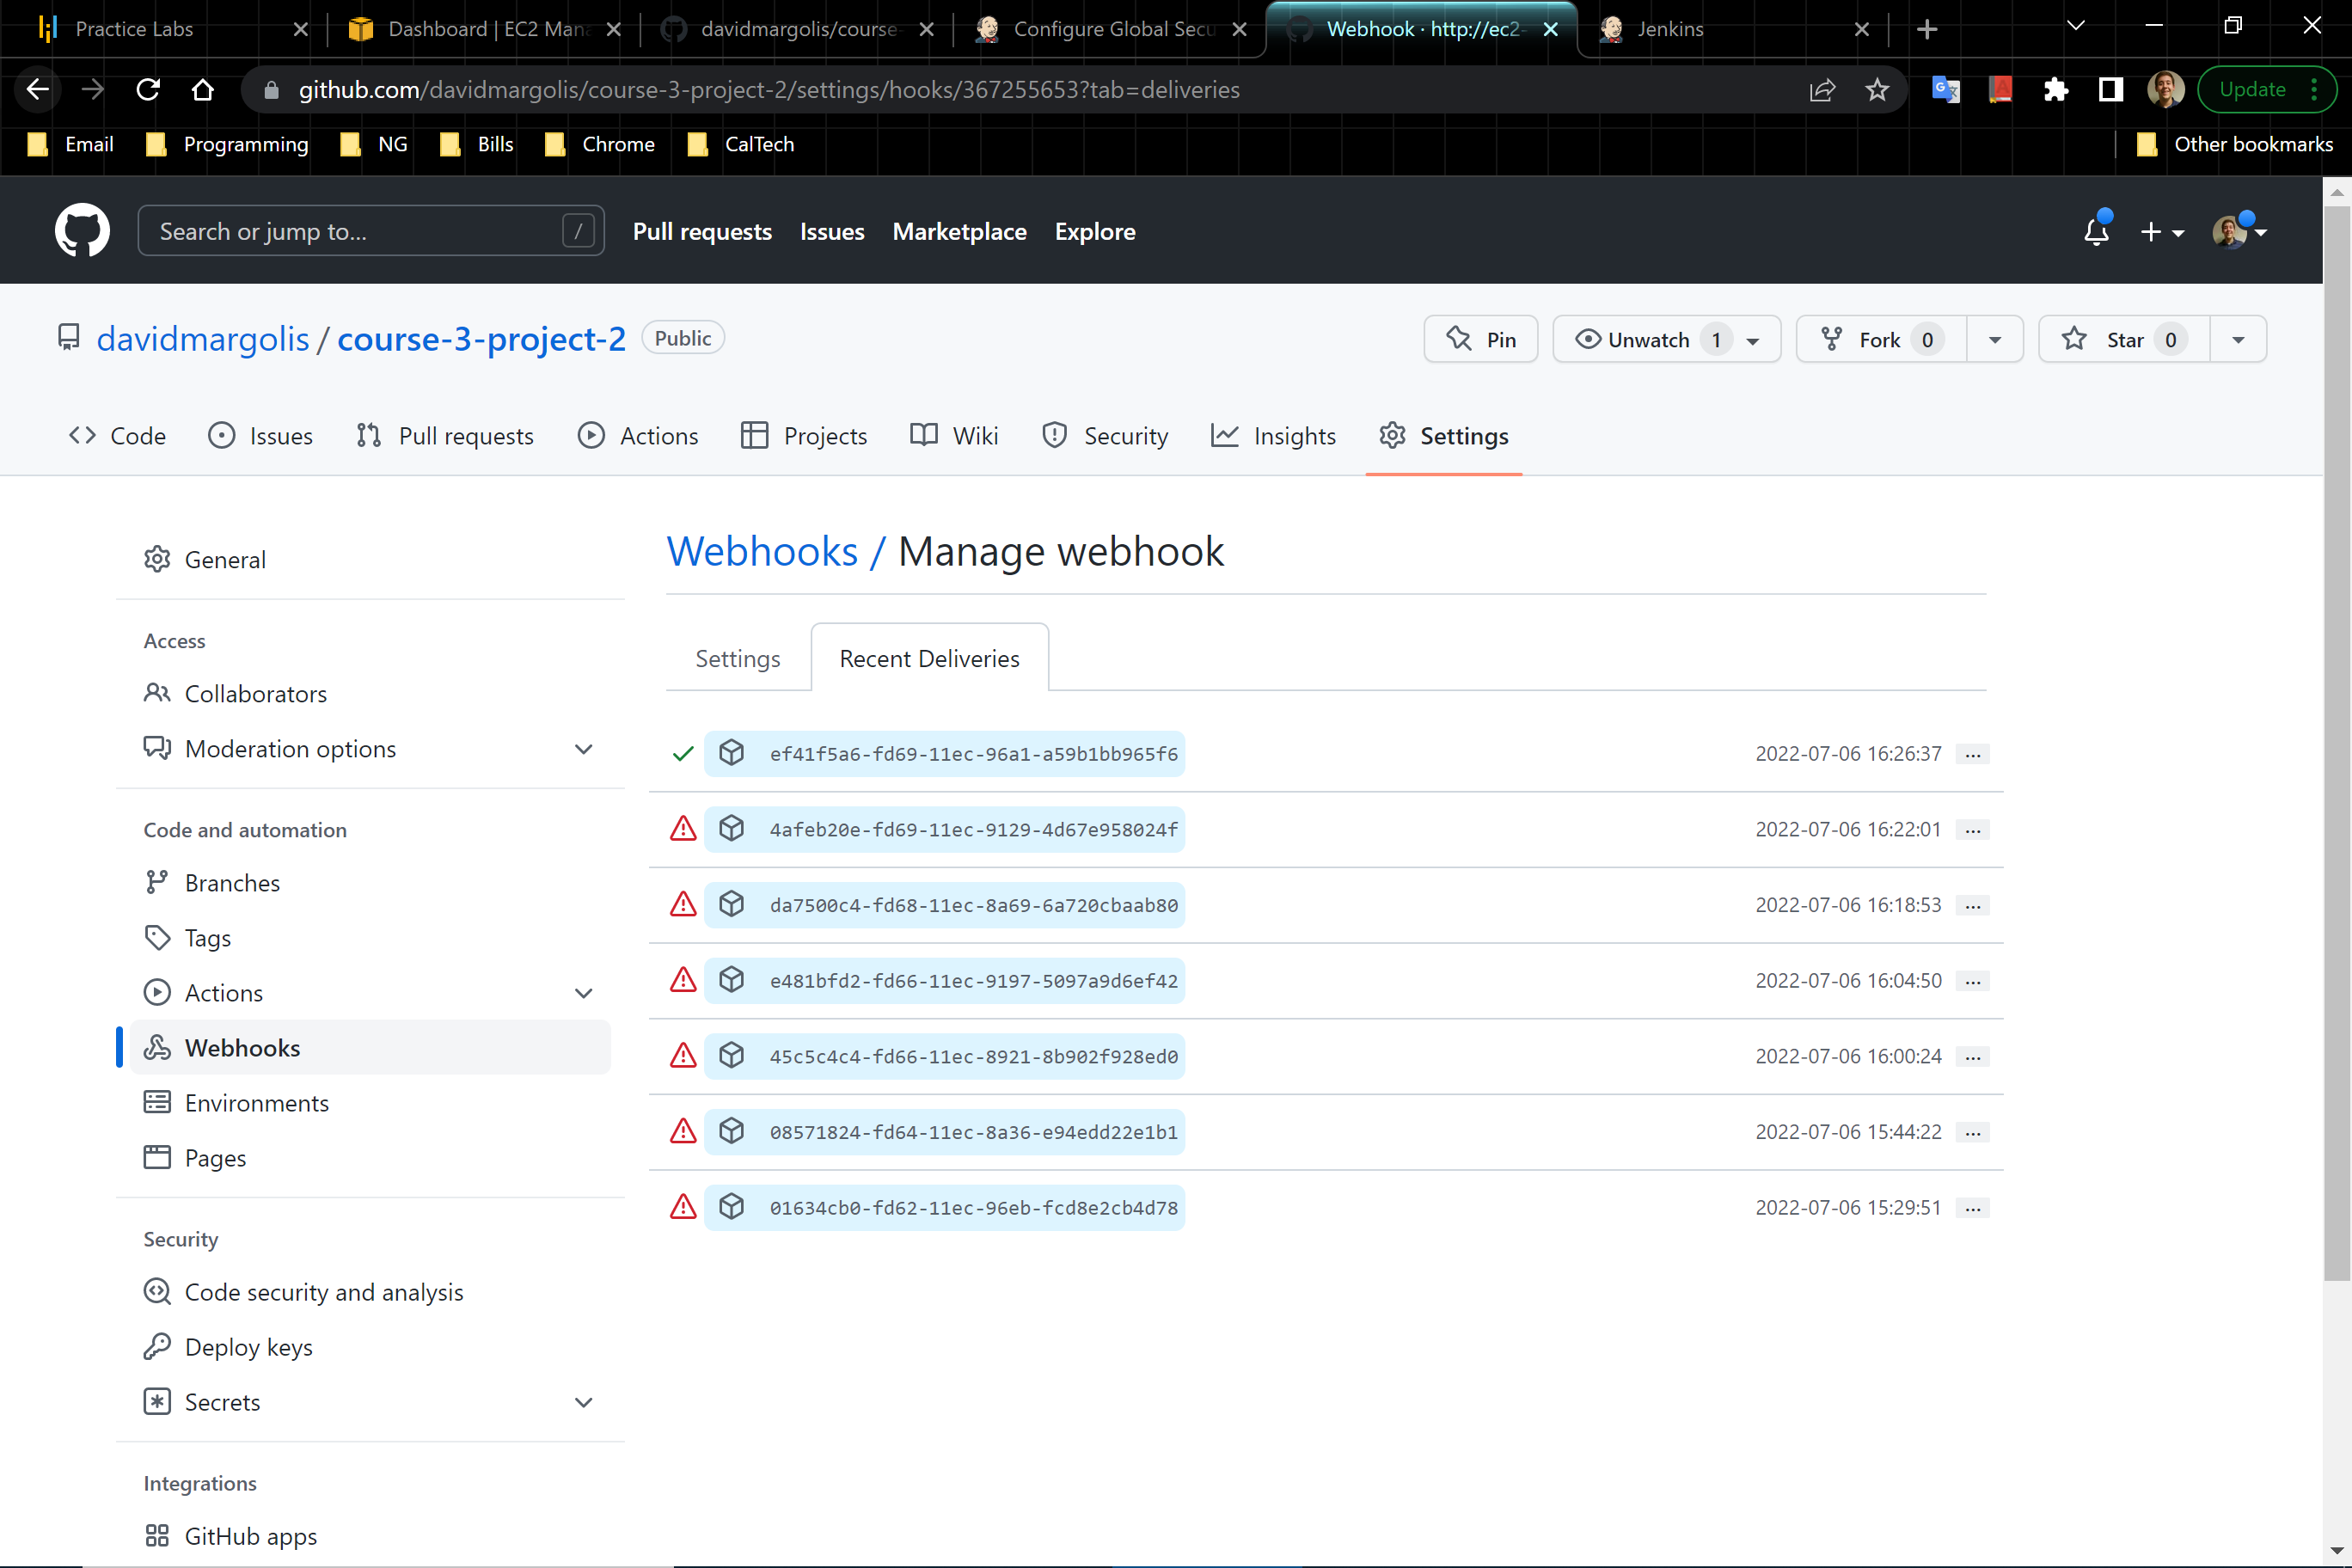 Practice Labs
Dashboard | EC2 Mana
davidmargolis/course-
Configure Global Secu
Webhook · http://ec2-
Jenkins
github.com/davidmargolis/course-3-project-2/settings/hooks/367255653?tab=deliveries
Update
Email
Programming
NG
Bills
Chrome
CalTech
Other bookmarks
Search or jump to...
/
Pull requests
Issues
Marketplace
Explore
davidmargolis / course-3-project-2
Public
Pin
Unwatch 1
Fork 0
Star 0
Code
Issues
Pull requests
Actions
Projects
Wiki
Security
Insights
Settings
General
Access
Collaborators
Moderation options
Code and automation
Branches
Tags
Actions
Webhooks
Environments
Pages
Security
Code security and analysis
Deploy keys
Secrets
Integrations
GitHub apps
Webhooks / Manage webhook
Settings
Recent Deliveries
ef41f5a6-fd69-11ec-96a1-a59b1bb965f6 2022-07-06 16:26:37 ...
4afeb20e-fd69-11ec-9129-4d67e958024f 2022-07-06 16:22:01 ...
da7500c4-fd68-11ec-8a69-6a720cbaab80 2022-07-06 16:18:53 ...
e481bfd2-fd66-11ec-9197-5097a9d6ef42 2022-07-06 16:04:50 ...
45c5c4c4-fd66-11ec-8921-8b902f928ed0 2022-07-06 16:00:24 ...
08571824-fd64-11ec-8a36-e94edd22e1b1 2022-07-06 15:44:22 ...
01634cb0-fd62-11ec-96eb-fcd8e2cb4d78 2022-07-06 15:29:51 ...